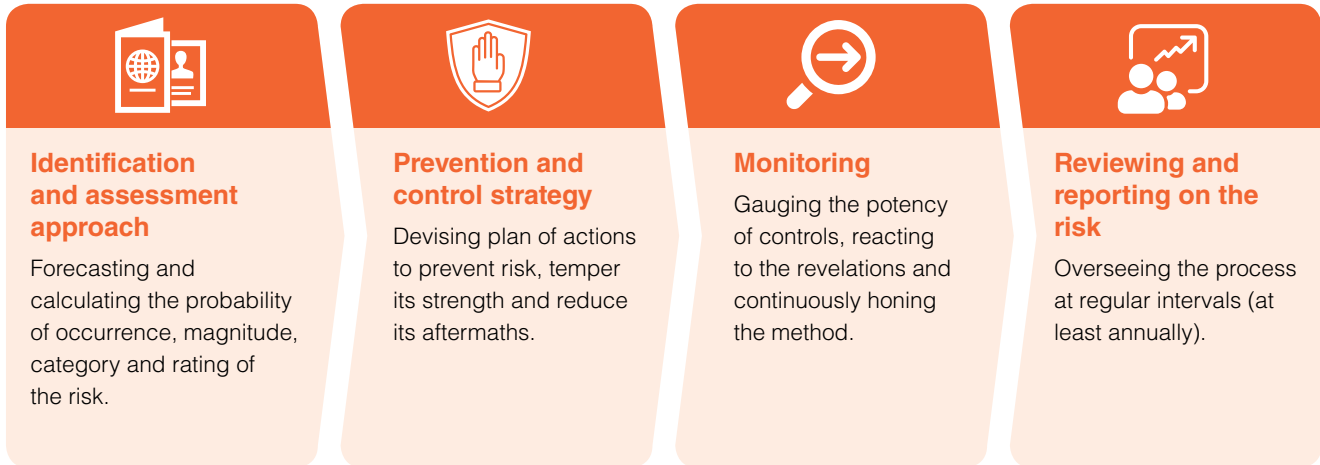 Identification
and assessment
approach
Forecasting and
calculating the probability
of occurrence, magnitude,
category and rating of
the risk.
Prevention and
control strategy
Devising plan of actions
to prevent risk, temper
its strength and reduce
its aftermaths.
Monitoring
Gauging the potency
of controls, reacting
to the revelations and
continuously honing
the method.
Reviewing and
reporting on the
risk
Overseeing the process
at regular intervals (at
least annually).